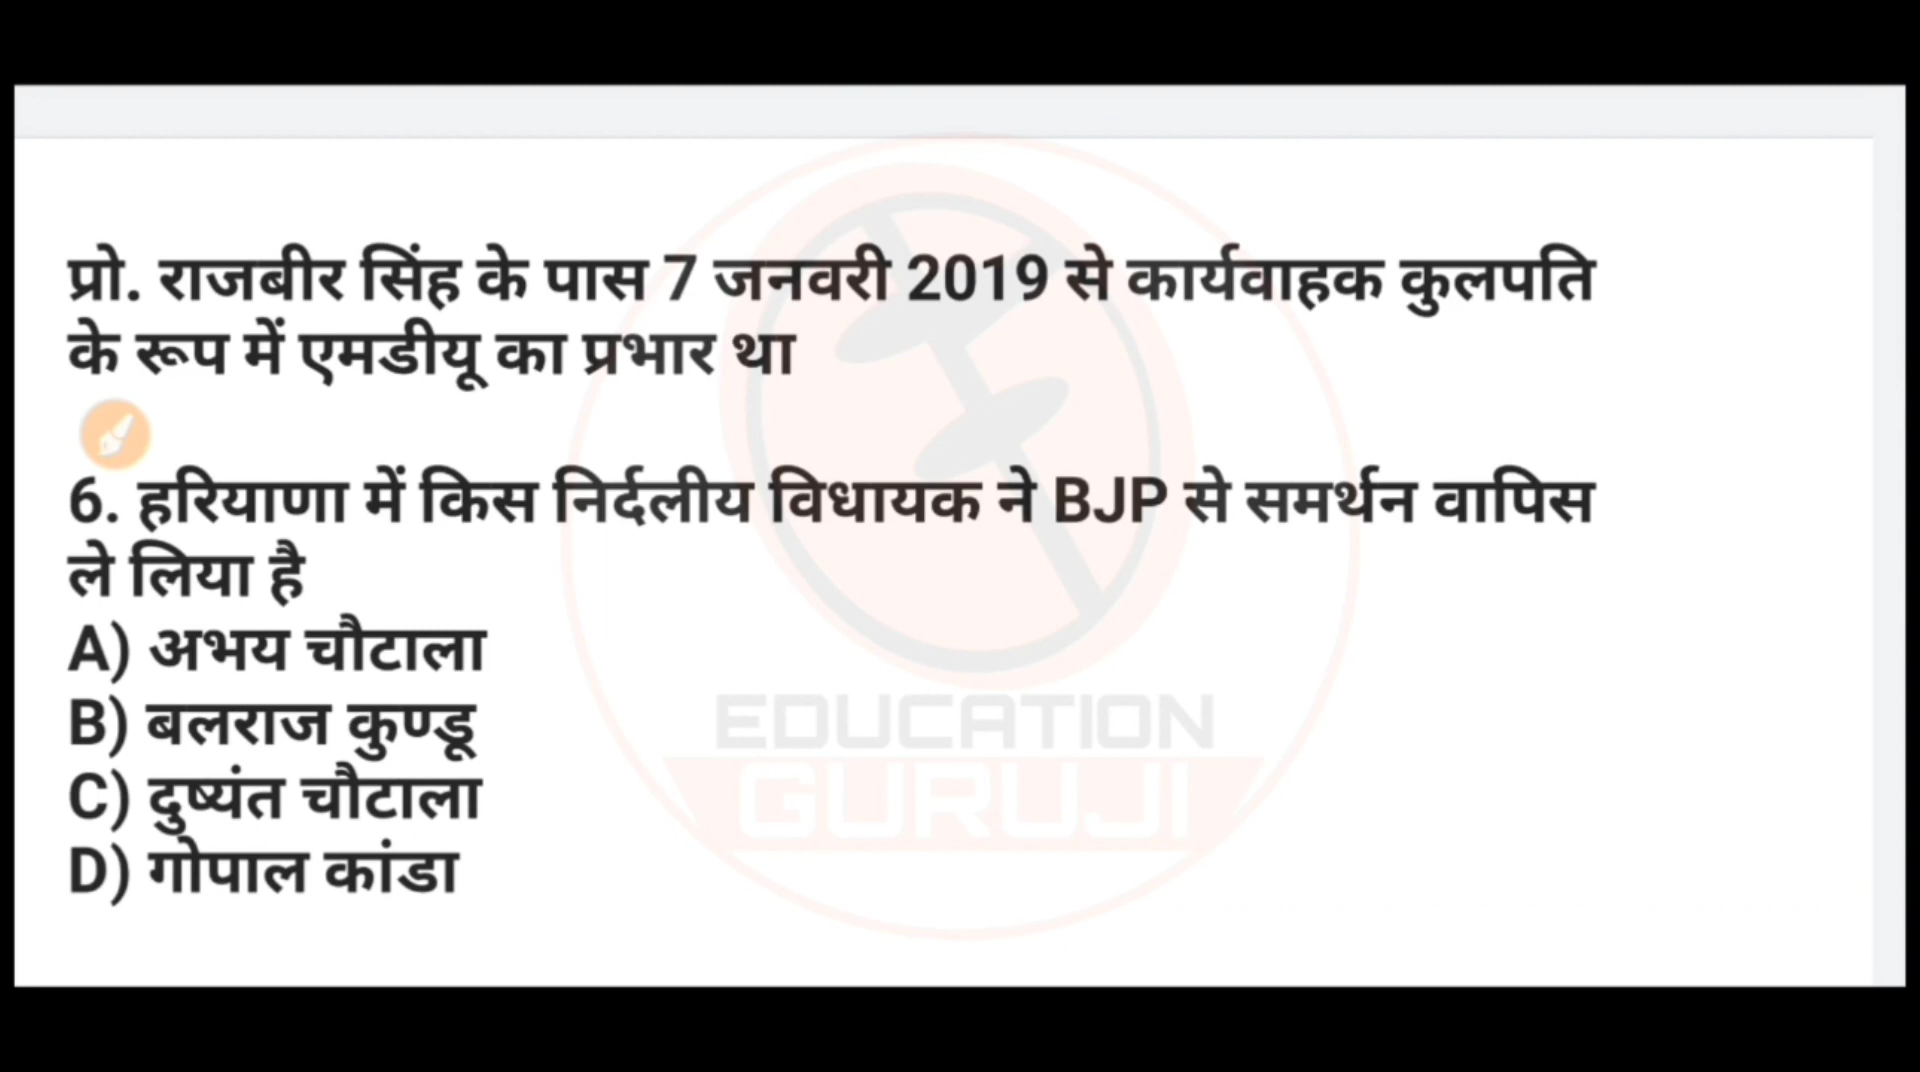 प्रो. राजबीर सिंह के पास 7 जनवरी 2019 से कार्यवाहक कुलपति
के रूप में एमडीयू का प्रभार था
6. हरियाणा में किस निर्दलीय विधायक ने BJP से समर्थन वापिस
ले लिया है
A) अभय चौटाला
B) बलराज कुण्डू
C) दुष्यंत चौटाला
D) गोपाल कांडा
EDUCATION
GURUJI